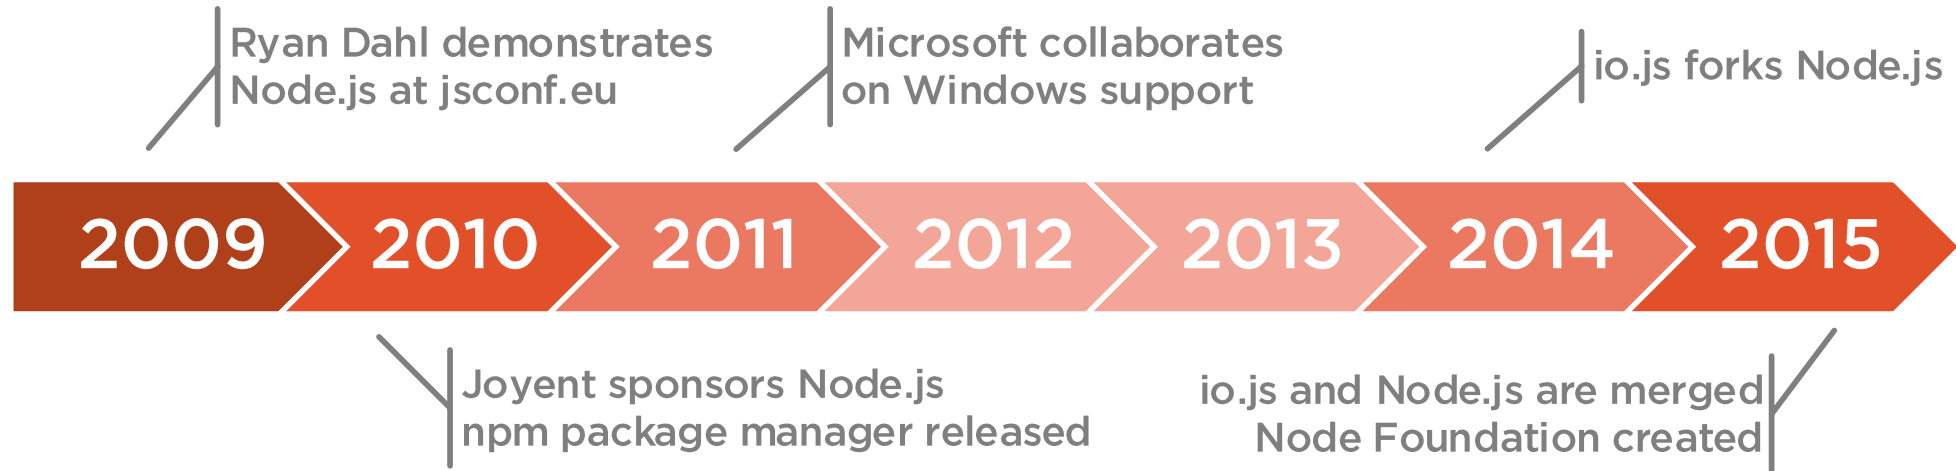 Ryan Dahl demonstrates
Node.js at jsconf.eu
Microsoft collaborates
on Windows support
io.js forks Node.js
2009
2010
2011
2012
2013
2014
2015
Joyent sponsors Node.js
npm package manager released
io.js and Node.js are merged
Node Foundation created